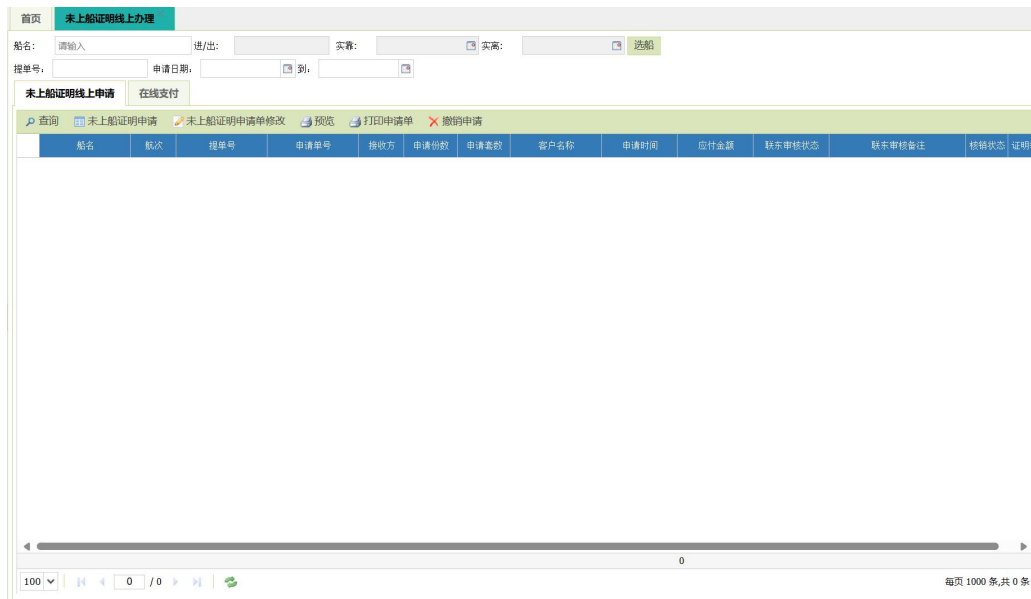 首页 未上船证明线上办理
船名： 请输入 进/出： 实靠： 实离： 选船
提单号： 申请日期： 到：
未上船证明线上申请 在线支付
查询 未上船证明申请 未上船证明申请单修改 预览 打印申请单 撤销申请
船名 航次 提单号 申请单号 接收方 申请份数 申请套数 客户名称 申请时间 应付金额 联东审核状态 联东审核备注 核销状态 证明
0
100 0 / 0 每页 1000 条,共 0 条